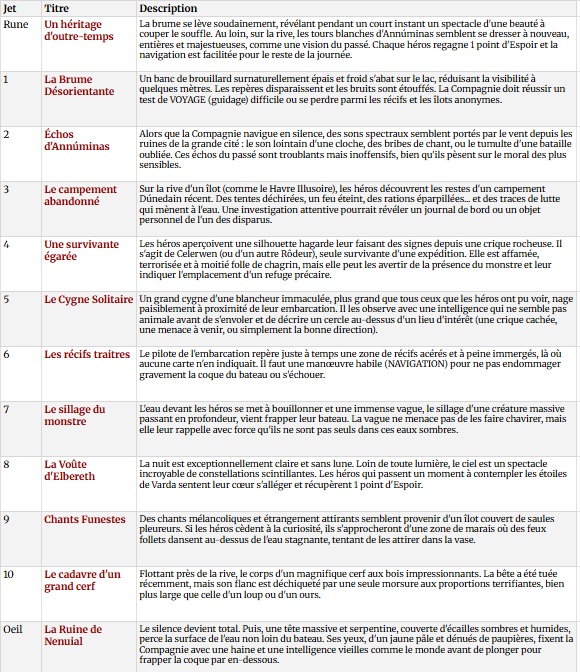 Jet Titre Description
Rune Un héritage d'outre-temps La brume se lève soudainement, révélant pendant un court instant un spectacle d'une beauté à
couper le souffle. Au loin, sur la rive, les tours blanches d'Annúminas semblent se dresser à nouveau,
entières et majestueuses, comme une vision du passé. Chaque héros regagne 1 point d'Espoir et la
navigation est facilitée pour le reste de la journée.
1 La Brume Désorientante Un banc de brouillard surnaturellement épais et froid s'abat sur le lac, réduisant la visibilité à
quelques mètres. Les repères disparaissent et les bruits sont étouffés. La Compagnie doit réussir un
test de VOYAGE (guidage) difficile ou se perdre parmi les récifs et les îlots anonymes.
2 Échos d'Annúminas Alors que la Compagnie navigue en silence, des sons spectraux semblent portés par le vent depuis les
ruines de la grande cité : le son lointain d'une cloche, des bribes de chant, ou le tumulte d'une bataille
oubliée. Ces échos du passé sont troublants mais inoffensifs, bien qu'ils pèsent sur le moral des plus
sensibles.
3 Le campement abandonné Sur la rive d'un îlot (comme le Havre Illusoire), les héros découvrent les restes d'un campement
Dúnedain récent. Des tentes déchirées, un feu éteint, des rations éparpillées... et des traces de lutte
qui mènent à l'eau. Une investigation attentive pourrait révéler un journal de bord ou un objet
personnel de l'un des disparus.
4 Une survivante égarée Les héros aperçoivent une silhouette hagarde leur faisant des signes depuis une crique rocheuse. Il
s'agit de Celerwen (ou d'un autre Rôdeur), seule survivante d'une expédition. Elle est affamée,
terrorisée et à moitié folle de chagrin, mais elle peut les avertir de la présence du monstre et leur
indiquer l'emplacement d'un refuge précaire.
5 Le Cygne Solitaire Un grand cygne d'une blancheur immaculée, plus grand que tous ceux que les héros ont pu voir, nage
paisiblement à proximité de leur embarcation. Il les observe avec une intelligence qui ne semble pas
animale avant de s'envoler et de décrire un cercle au-dessus d'un lieu d'intérêt (une crique cachée,
une menace à venir, ou simplement la bonne direction).
6 Les récifs traitres Le pilote de l'embarcation repère juste à temps une zone de récifs acérés et à peine immergés, là où
aucune carte n'en indiquait. Il faut une manœuvre habile (NAVIGATION) pour ne pas endommager
gravement la coque du bateau ou s'échouer.
7 Le sillage du monstre L'eau devant les héros se met à bouillonner et une immense vague, le sillage d'une créature massive
passant en profondeur, vient frapper leur bateau. La vague ne menace pas de les faire chavirer, mais
elle leur rappelle avec force qu'ils ne sont pas seuls dans ces eaux sombres.
8 La Voûte d'Elbereth La nuit est exceptionnellement claire et sans lune. Loin de toute lumière, le ciel est un spectacle
incroyable de constellations scintillantes. Les héros qui passent un moment à contempler les étoiles
de Varda sentent leur cœur s'alléger et récupèrent 1 point d'Espoir.
9 Chants Funestes Des chants mélancoliques et étrangement attirants semblent provenir d'un îlot couvert de saules
pleureurs. Si les héros cèdent à la curiosité, ils s'approcheront d'une zone de marais où des feux
follets dansent au-dessus de l'eau stagnante, tentant de les attirer dans la vase.
10 Le cadavre d'un grand cerf Flottant près de la rive, le corps d'un magnifique cerf aux bois impressionnants. La bête a été tuée
récemment, mais son flanc est déchiqueté par une seule morsure aux proportions terrifiantes, bien
plus large que celle d'un loup ou d'un ours.
Oeil La Ruine de Nenuial Le silence devient total. Puis, une tête massive et serpentine, couverte d'écailles sombres et humides,
perce la surface de l'eau non loin du bateau. Ses yeux, d'un jaune pâle et dénués de paupières, fixent la
Compagnie avec une haine et une intelligence vieilles comme le monde avant de plonger pour
frapper la coque par en-dessous.